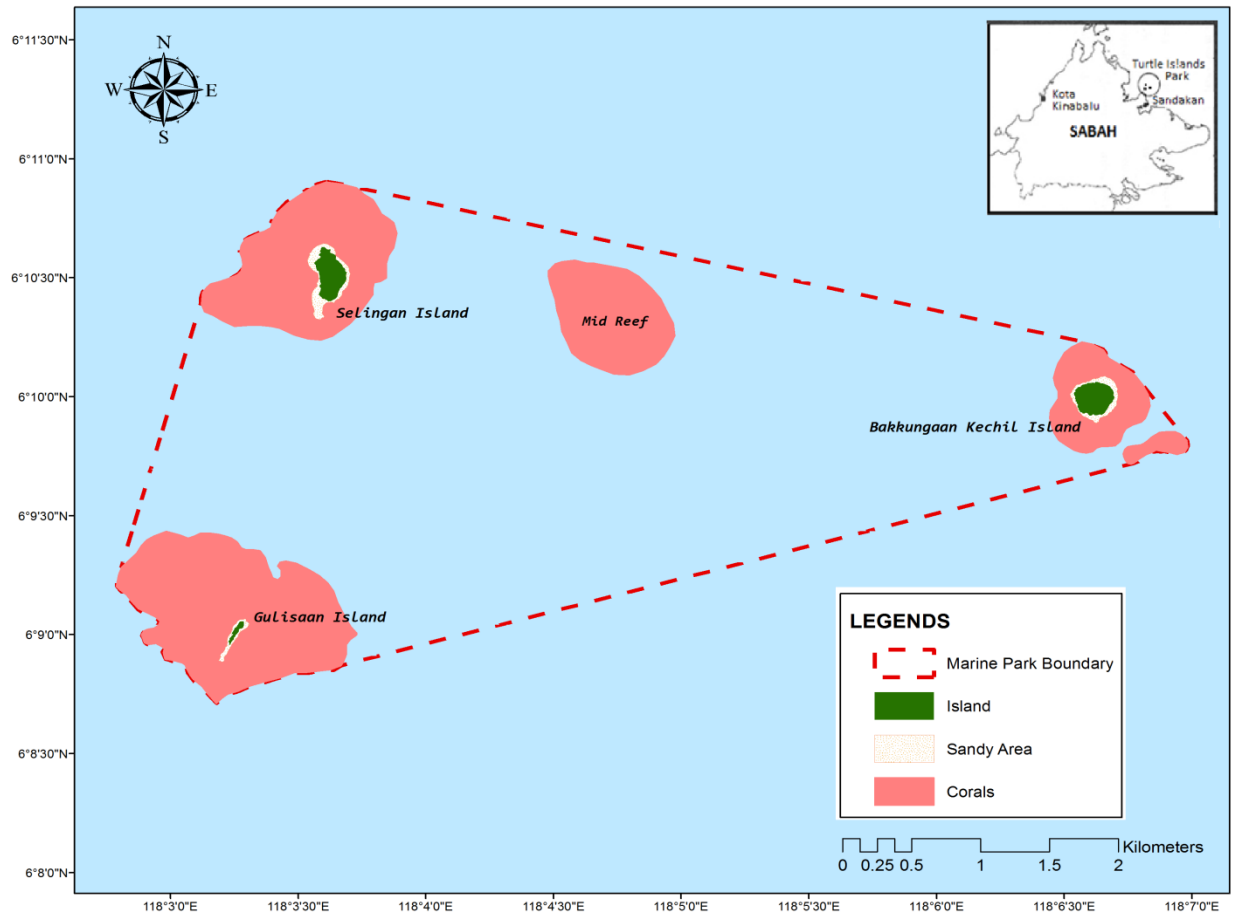 6°11'30"N
6°11'0"N
6°10'30"N
6°10'0"N
6°9'30"N
6°9'0"N
6°8'30"N
6°8'0"N
N
W
E
S
Turtle Islands
Park
Kota
Kinabalu
Sandakan
SABAH
Selingan Island
Mid Reef
Bakkungaan Kechil Island
Gulisaan Island
LEGENDS
Marine Park Boundary
Island
Sandy Area
Corals
Kilometers
0 0.25 0.5 1 1.5 2
118°3'0"E 118°3'30"E 118°4'0"E 118°4'30"E 118°5'0"E 118°5'30"E 118°6'0"E 118°6'30"E 118°7'0"E